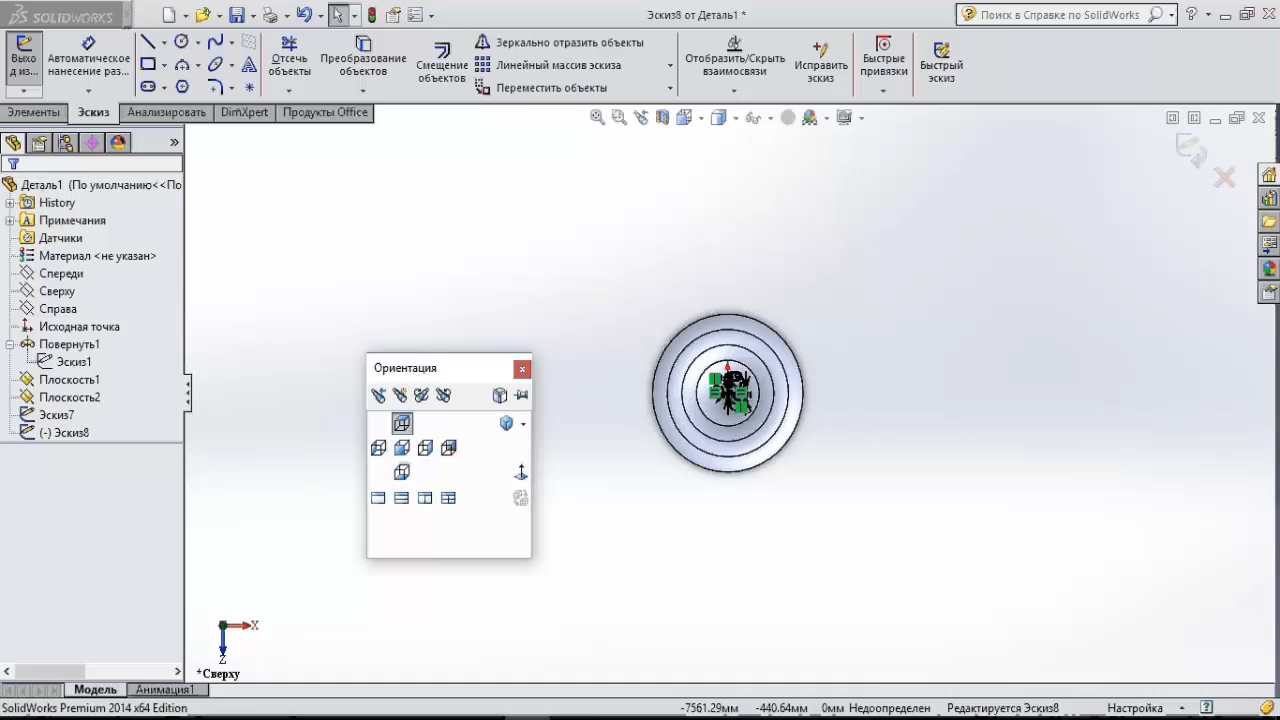 SOLIDWORKS
Эскиз8 от Деталь1 *
Поиск в Справке по SolidWorks
Выхо
д из...
Автоматическое
нанесение раз...
Отсечь
объекты
Преобразование
объектов
Смещение
объектов
Зеркально отразить объекты
Линейный массив эскиза
Переместить объекты
Отобразить/Скрыть
взаимосвязи
Исправить
эскиз
Быстрые
привязки
Быстрый
эскиз
Элементы
Эскиз
Анализировать
DimXpert
Продукты Office
Деталь1 (По умолчанию<<По
History
Примечания
Датчики
Материал <не указан>
Спереди
Сверху
Справа
Исходная точка
Повернуть1
Эскиз1
Плоскость1
Плоскость2
Эскиз7
(-) Эскиз8
Ориентация
X
Z
*Сверху
Модель
Анимация1
SolidWorks Premium 2014 x64 Edition
-7561.29мм
-440.64мм
0мм
Недоопределен
Редактируется Эскиз8
Настройка